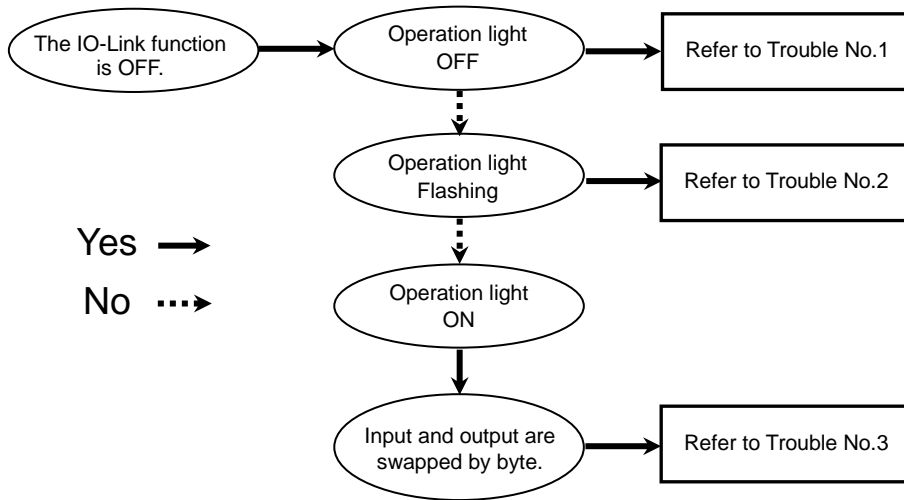 The IO-Link function
is OFF.
Operation light
OFF
Refer to Trouble No.1
Operation light
Flashing
Refer to Trouble No.2
Yes
No
Operation light
ON
Input and output are
swapped by byte.
Refer to Trouble No.3